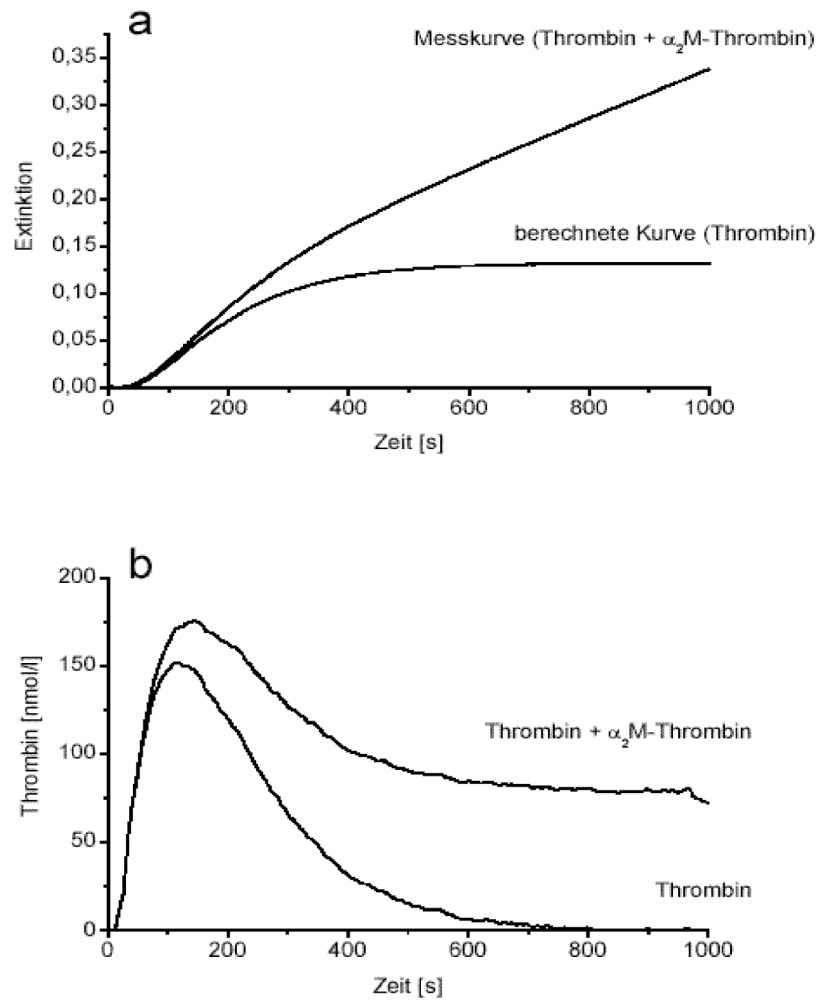 a
Messkurve (Thrombin + α₂M-Thrombin)
0,35
0,30
0,25
0,20
0,15
0,10
0,05
0,00
Extinktion
berechnete Kurve (Thrombin)
0 200 400 600 800 1000
Zeit [s]
b
200
150
100
50
0
Thrombin [nmol/l]
Thrombin + α₂M-Thrombin
Thrombin
0 200 400 600 800 1000
Zeit [s]